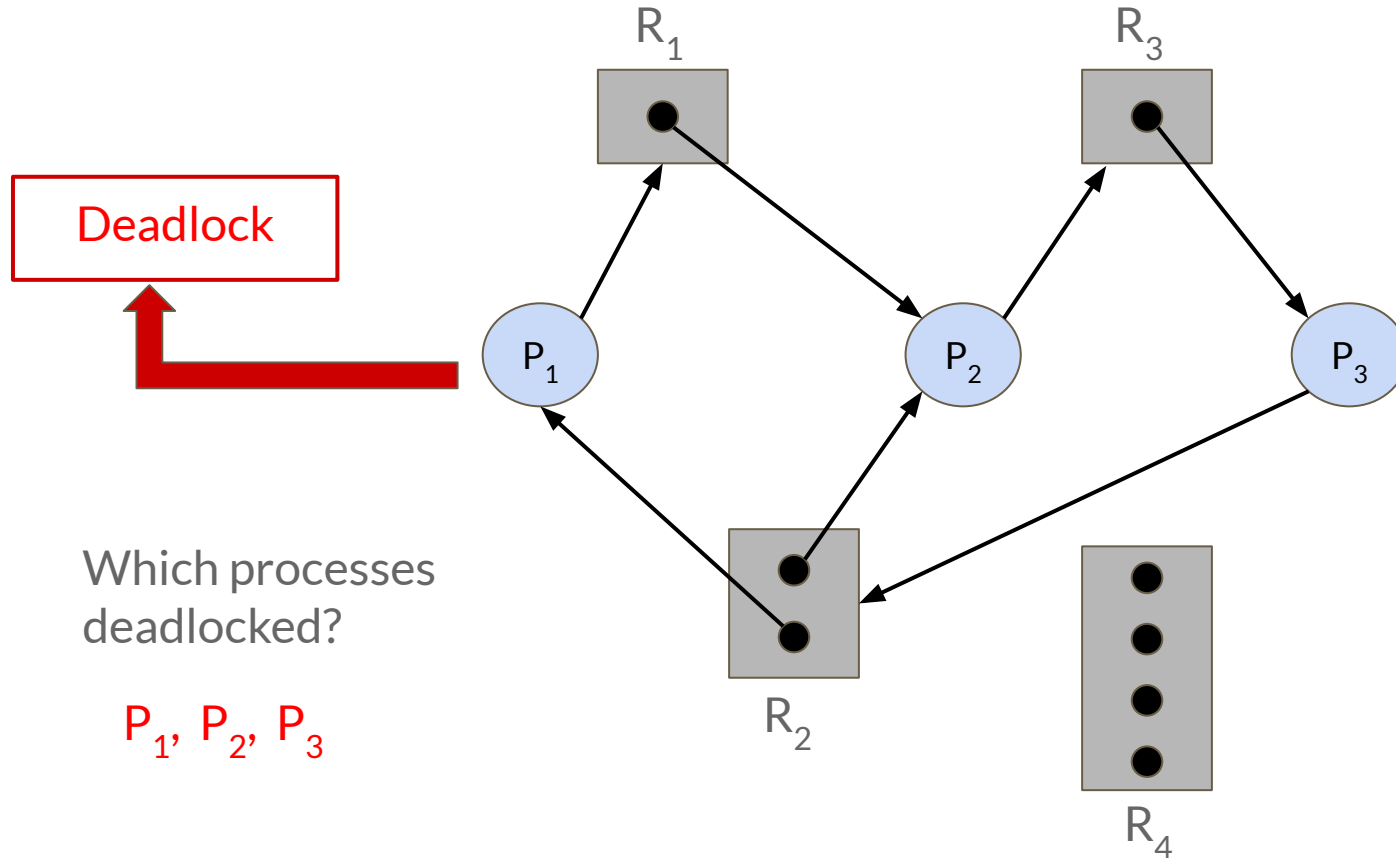 R₁
R₃
Deadlock
P₁
P₂
P₃
Which processes
deadlocked?
P₁, P₂, P₃
R₂
R₄